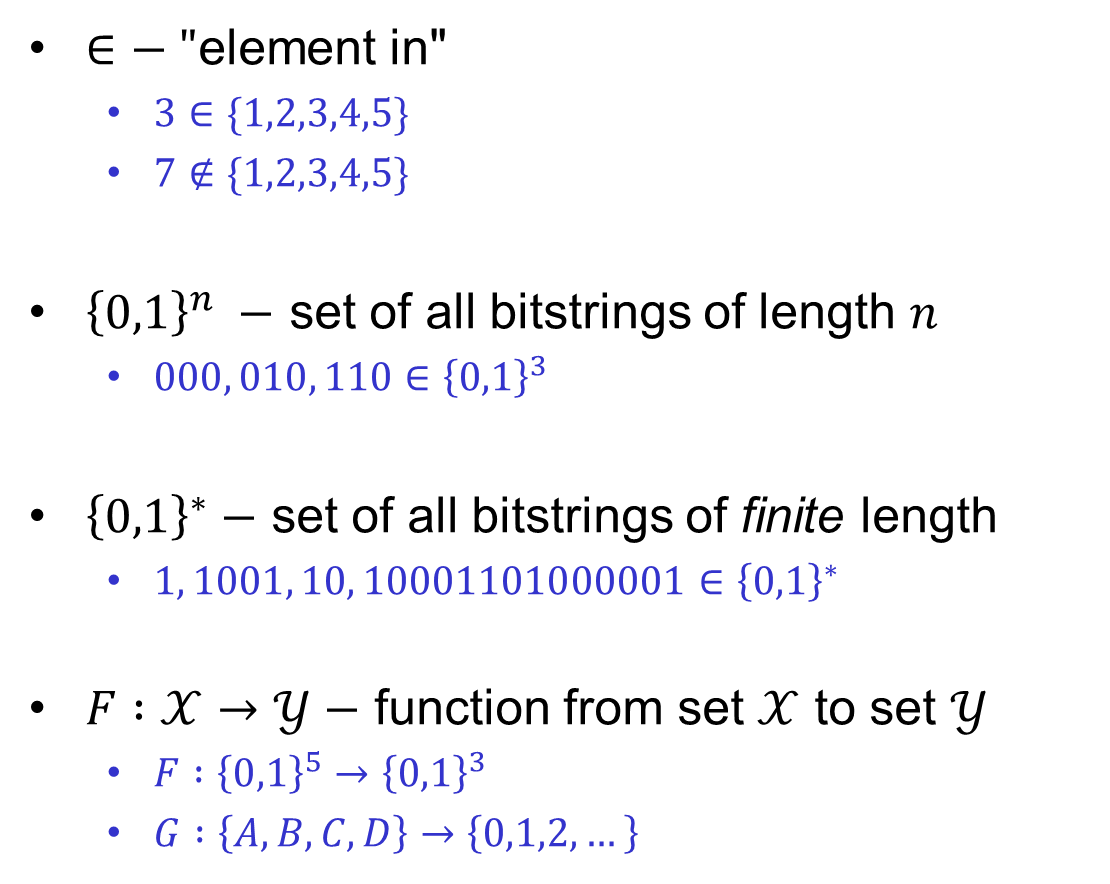 • ∈ − "element in"
• 3 ∈ {1,2,3,4,5}
• 7 ∉ {1,2,3,4,5}
• {0,1}ⁿ − set of all bitstrings of length 𝑛
• 000, 010, 110 ∈ {0,1}³
• {0,1}* − set of all bitstrings of finite length
• 1, 1001, 10, 10001101000001 ∈ {0,1}*
• 𝐹 : 𝒳 → 𝒴 − function from set 𝒳 to set 𝒴
• 𝐹 : {0,1}⁵ → {0,1}³
• 𝐺 : {𝐴, 𝐵, 𝐶, 𝐷} → {0,1,2, … }